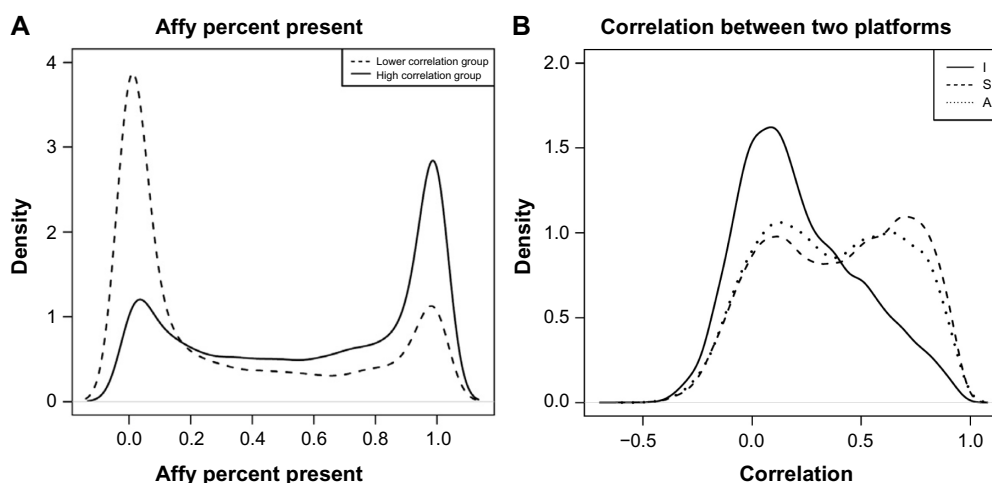 A
Affy percent present
Lower correlation group
High correlation group
Density
4
3
2
1
0
0.0 0.2 0.4 0.6 0.8 1.0
Affy percent present
B
Correlation between two platforms
I
S
A
Density
2.0
1.5
1.0
0.5
0.0
−0.5 0.0 0.5 1.0
Correlation